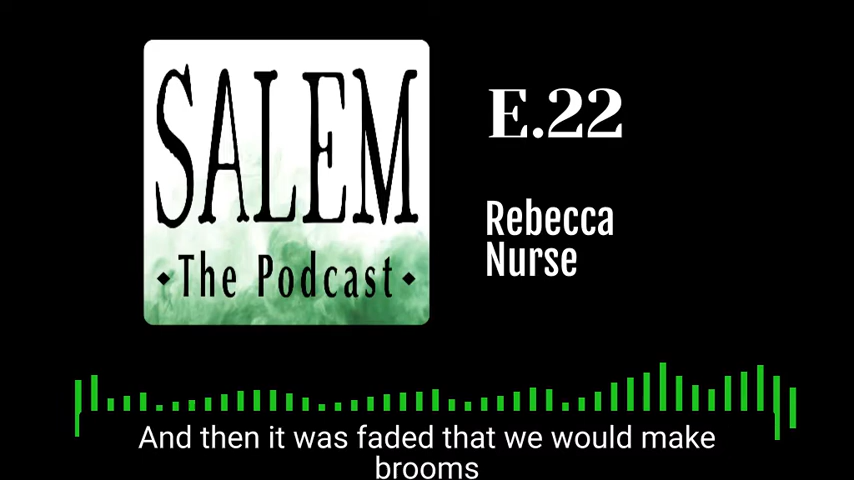 SALEM
The Podcast
E.22
Rebecca
Nurse
And then it was faded that we would make
brooms